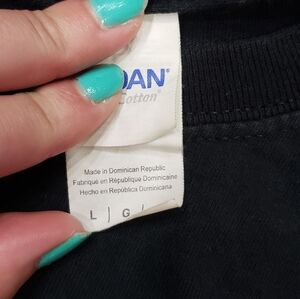 DAN®
Cotton®
Made in Dominican Republic
Fabriqué en République Dominicaine
Hecho en República Dominicana
L | G |